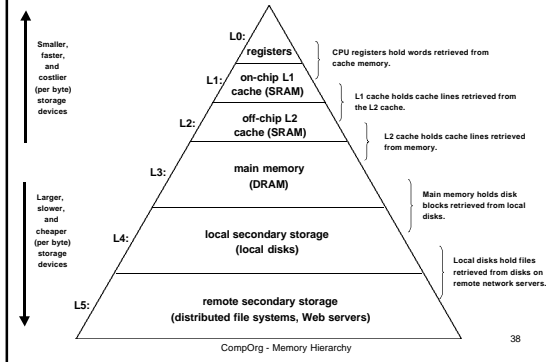 Smaller,
faster,
and
costlier
(per byte)
storage
devices
Larger,
slower,
and
cheaper
(per byte)
storage
devices
L0:
registers
L1:
on-chip L1
cache (SRAM)
L2:
off-chip L2
cache (SRAM)
L3:
main memory
(DRAM)
L4:
local secondary storage
(local disks)
L5:
remote secondary storage
(distributed file systems, Web servers)
CPU registers hold words retrieved from
cache memory.
L1 cache holds cache lines retrieved from
the L2 cache.
L2 cache holds cache lines retrieved
from memory.
Main memory holds disk
blocks retrieved from local
disks.
Local disks hold files
retrieved from disks on
remote network servers.
CompOrg - Memory Hierarchy
38